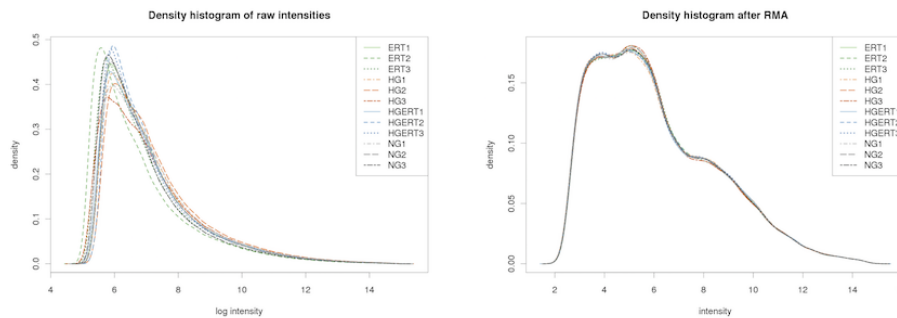 Density histogram of raw intensities
density
0.0
0.1
0.2
0.3
0.4
0.5
4
6
8
10
12
14
log intensity
ERT1
ERT2
ERT3
HG1
HG2
HG3
HGERT1
HGERT2
HGERT3
NG1
NG2
NG3
Density histogram after RMA
density
0.00
0.05
0.10
0.15
2
4
6
8
10
12
14
intensity
ERT1
ERT2
ERT3
HG1
HG2
HG3
HGERT1
HGERT2
HGERT3
NG1
NG2
NG3